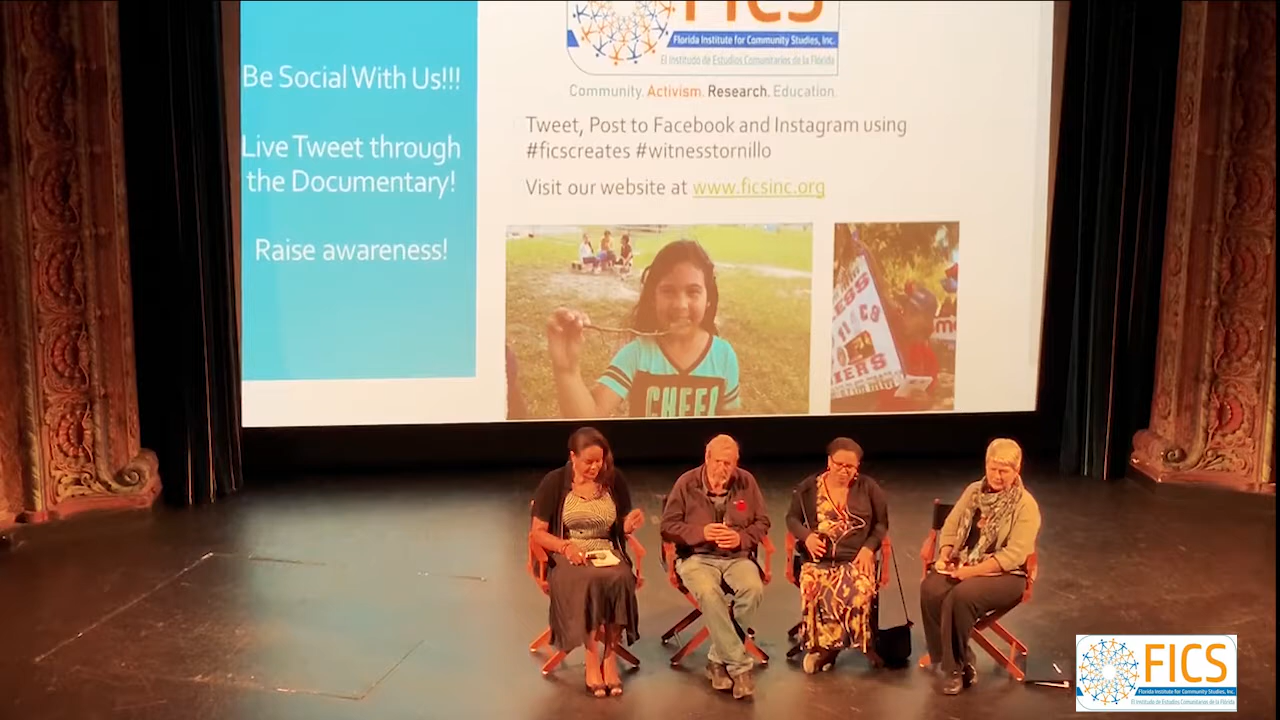 Be Social With Us!!!
Live Tweet through
the Documentary!
Raise awareness!
FICS
Florida Institute for Community Studies, Inc.
El Instituto de Estudios Comunitarios de la Flórida
Community. Activism. Research. Education.
Tweet, Post to Facebook and Instagram using
#ficscreates #witnesstornillo
Visit our website at www.ficsinc.org
CHEER
FICS
Florida Institute for Community Studies, Inc.
El Instituto de Estudios Comunitarios de la Flórida